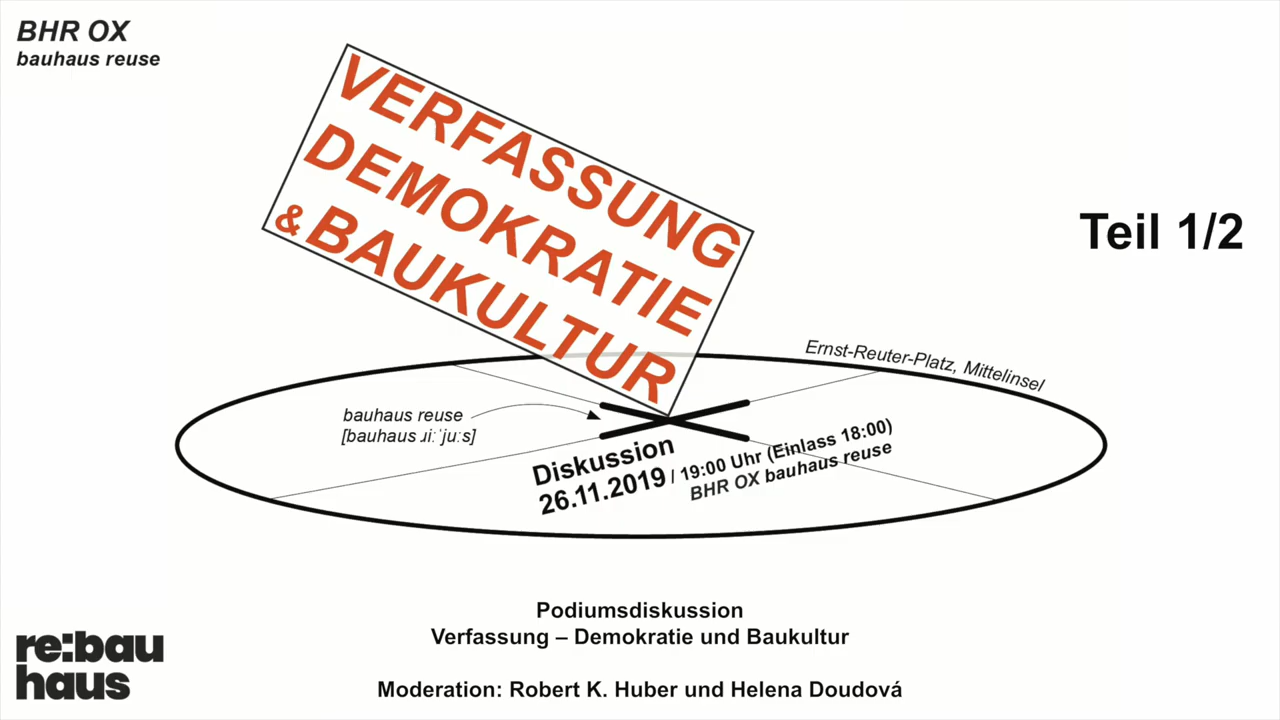 BHR OX
bauhaus reuse
VERFASSUNG
DEMOKRATIE
& BAUKULTUR
Teil 1/2
Ernst-Reuter-Platz, Mittelinsel
bauhaus reuse
[bauhaus ɹiːˈjuːs]
Diskussion
26.11.2019 / 19:00 Uhr (Einlass 18:00)
BHR OX bauhaus reuse
Podiumsdiskussion
Verfassung – Demokratie und Baukultur
re:bau
haus
Moderation: Robert K. Huber und Helena Doudová